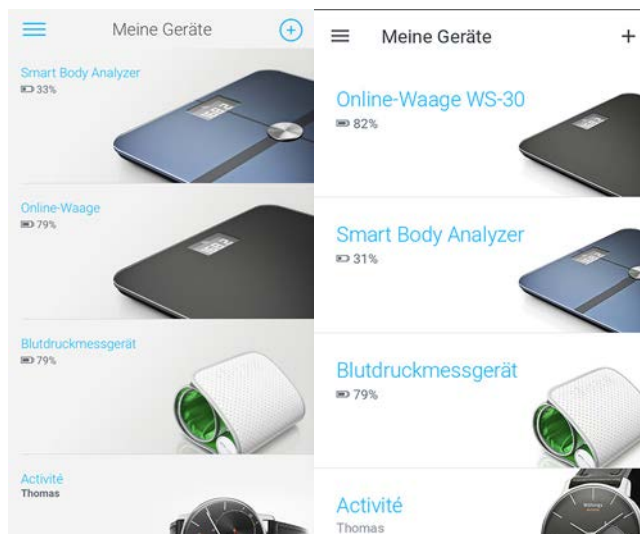 Meine Geräte
Smart Body Analyzer
33%
Online-Waage
79%
Blutdruckmessgerät
79%
Activité
Thomas
Meine Geräte
Online-Waage WS-30
82%
Smart Body Analyzer
31%
Blutdruckmessgerät
79%
Activité
Thomas